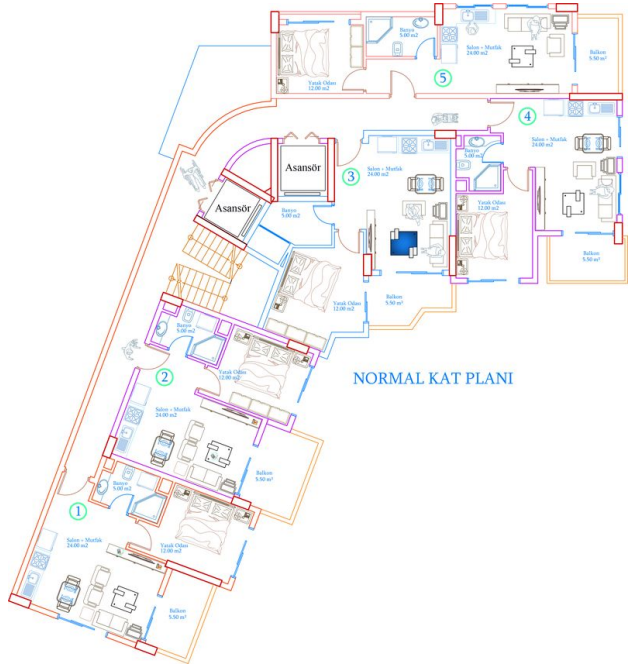 Banyo
5.00 m2
Salon + Mutfak
24.00 m2
5
Yatak Odası
12.00 m2
Balkon
5.50 m²
4
Salon + Mutfak
24.00 m2
Banyo
5.00 m2
Yatak Odası
12.00 m2
Balkon
5.50 m²
Asansör
3
Salon + Mutfak
24.00 m2
Asansör
Banyo
5.00 m2
Yatak Odası
12.00 m2
Balkon
5.50 m²
Banyo
5.00 m2
2
Yatak Odası
12.00 m2
NORMAL KAT PLANI
Salon + Mutfak
24.00 m2
Balkon
5.50 m²
Banyo
5.00 m2
1
Salon + Mutfak
24.00 m2
Yatak Odası
12.00 m2
Balkon
5.50 m²